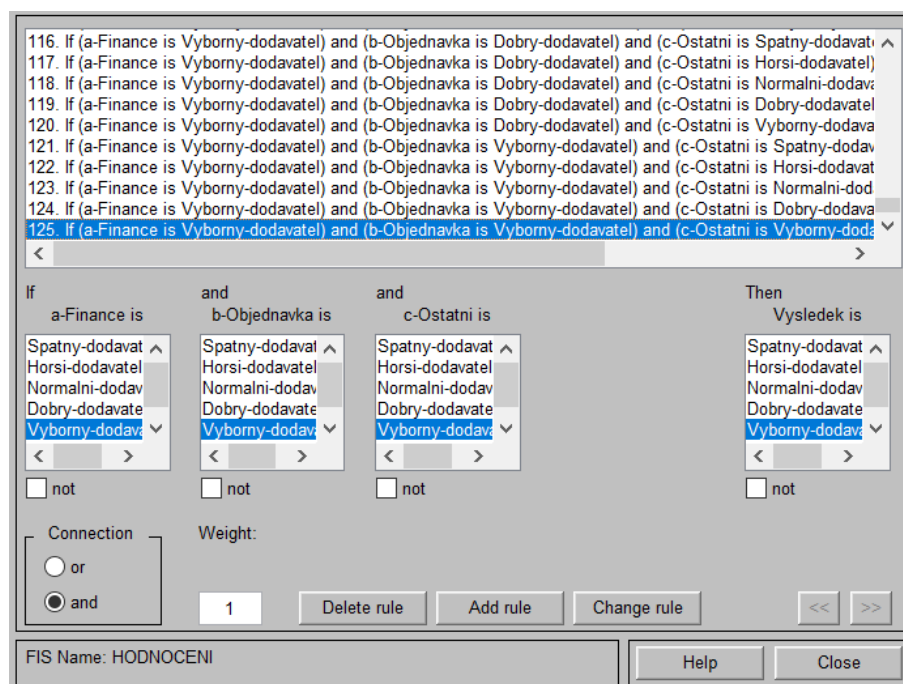 116. If (a-Finance is Vyborny-dodavatel) and (b-Objednavka is Dobry-dodavatel) and (c-Ostatni is Spatny-dodavat
117. If (a-Finance is Vyborny-dodavatel) and (b-Objednavka is Dobry-dodavatel) and (c-Ostatni is Horsi-dodavatel)
118. If (a-Finance is Vyborny-dodavatel) and (b-Objednavka is Dobry-dodavatel) and (c-Ostatni is Normalni-dodava
119. If (a-Finance is Vyborny-dodavatel) and (b-Objednavka is Dobry-dodavatel) and (c-Ostatni is Dobry-dodavatel
120. If (a-Finance is Vyborny-dodavatel) and (b-Objednavka is Dobry-dodavatel) and (c-Ostatni is Vyborny-dodava
121. If (a-Finance is Vyborny-dodavatel) and (b-Objednavka is Vyborny-dodavatel) and (c-Ostatni is Spatny-dodav
122. If (a-Finance is Vyborny-dodavatel) and (b-Objednavka is Vyborny-dodavatel) and (c-Ostatni is Horsi-dodavat
123. If (a-Finance is Vyborny-dodavatel) and (b-Objednavka is Vyborny-dodavatel) and (c-Ostatni is Normalni-dod
124. If (a-Finance is Vyborny-dodavatel) and (b-Objednavka is Vyborny-dodavatel) and (c-Ostatni is Dobry-dodava
125. If (a-Finance is Vyborny-dodavatel) and (b-Objednavka is Vyborny-dodavatel) and (c-Ostatni is Vyborny-doda
If and and Then
a-Finance is b-Objednavka is c-Ostatni is Vysledek is
Spatny-dodavat Spatny-dodavat Spatny-dodavat Spatny-dodavat
Horsi-dodavatel Horsi-dodavatel Horsi-dodavatel Horsi-dodavatel
Normalni-dodav Normalni-dodav Normalni-dodav Normalni-dodav
Dobry-dodavate Dobry-dodavate Dobry-dodavate Dobry-dodavate
Vyborny-dodava Vyborny-dodava Vyborny-dodava Vyborny-dodava
not not not not
Connection Weight:
or
and 1 Delete rule Add rule Change rule << >>
FIS Name: HODNOCENI Help Close